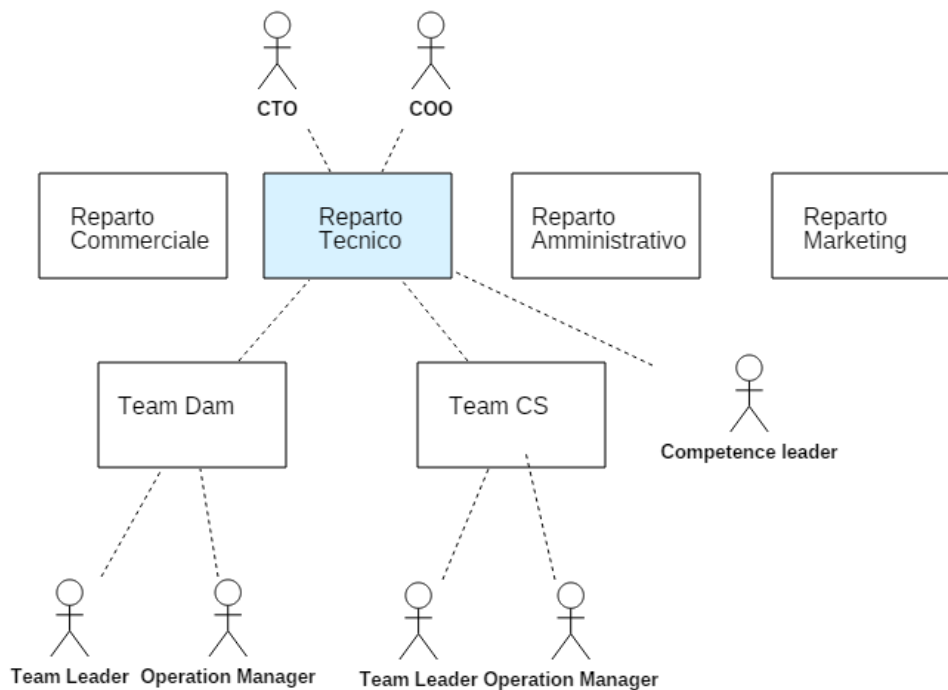 CTO
COO
Reparto
Commerciale
Reparto
Tecnico
Reparto
Amministrativo
Reparto
Marketing
Team Dam
Team CS
Competence leader
Team Leader
Operation Manager
Team Leader
Operation Manager